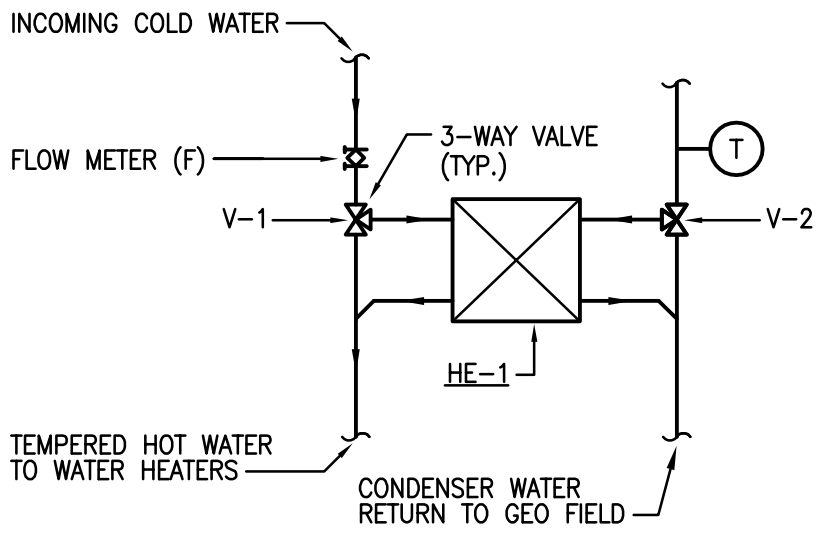 INCOMING COLD WATER
FLOW METER (F)
3-WAY VALVE
(TYP.)
T
V-1
V-2
HE-1
TEMPERED HOT WATER
TO WATER HEATERS
CONDENSER WATER
RETURN TO GEO FIELD